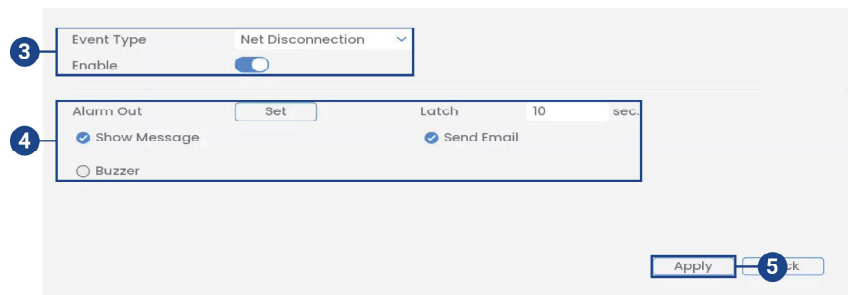 3 Event Type Net Disconnection
Enable
Alarm Out Set Latch 10 sec.
4 Show Message Send Email
Buzzer
Apply 5 ck